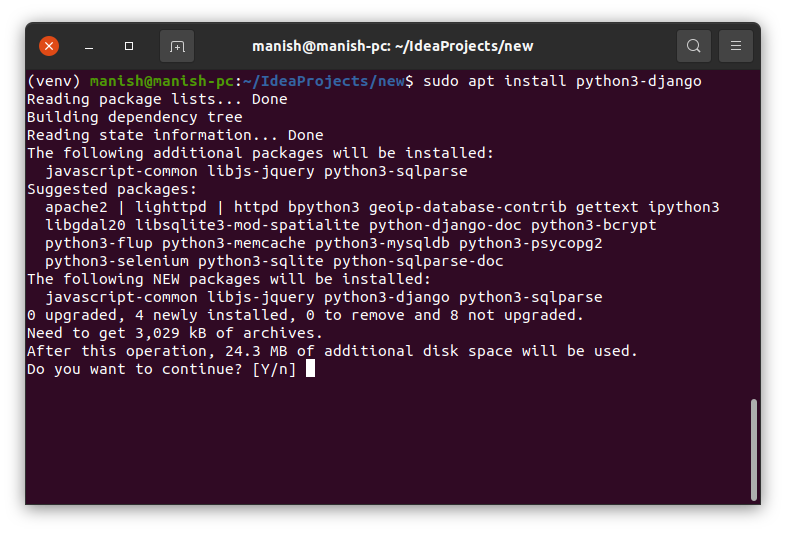 manish@manish-pc: ~/IdeaProjects/new
(venv) manish@manish-pc:~/IdeaProjects/new$ sudo apt install python3-django
Reading package lists... Done
Building dependency tree
Reading state information... Done
The following additional packages will be installed:
  javascript-common libjs-jquery python3-sqlparse
Suggested packages:
  apache2 | lighttpd | httpd bpython3 geoip-database-contrib gettext ipython3
  libgdal20 libsqlite3-mod-spatialite python-django-doc python3-bcrypt
  python3-flup python3-memcache python3-mysqldb python3-psycopg2
  python3-selenium python3-sqlite python-sqlparse-doc
The following NEW packages will be installed:
  javascript-common libjs-jquery python3-django python3-sqlparse
0 upgraded, 4 newly installed, 0 to remove and 8 not upgraded.
Need to get 3,029 kB of archives.
After this operation, 24.3 MB of additional disk space will be used.
Do you want to continue? [Y/n]